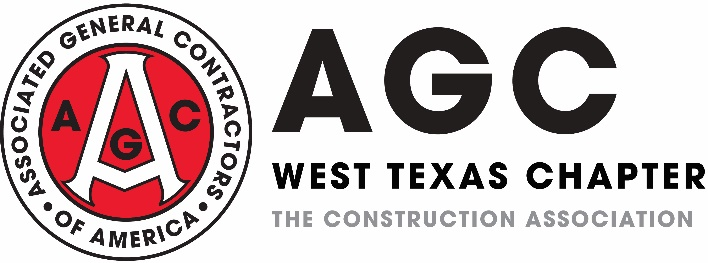 ASSOCIATED GENERAL CONTRACTORS
• OF AMERICA •
A G C
AGC
WEST TEXAS CHAPTER
THE CONSTRUCTION ASSOCIATION